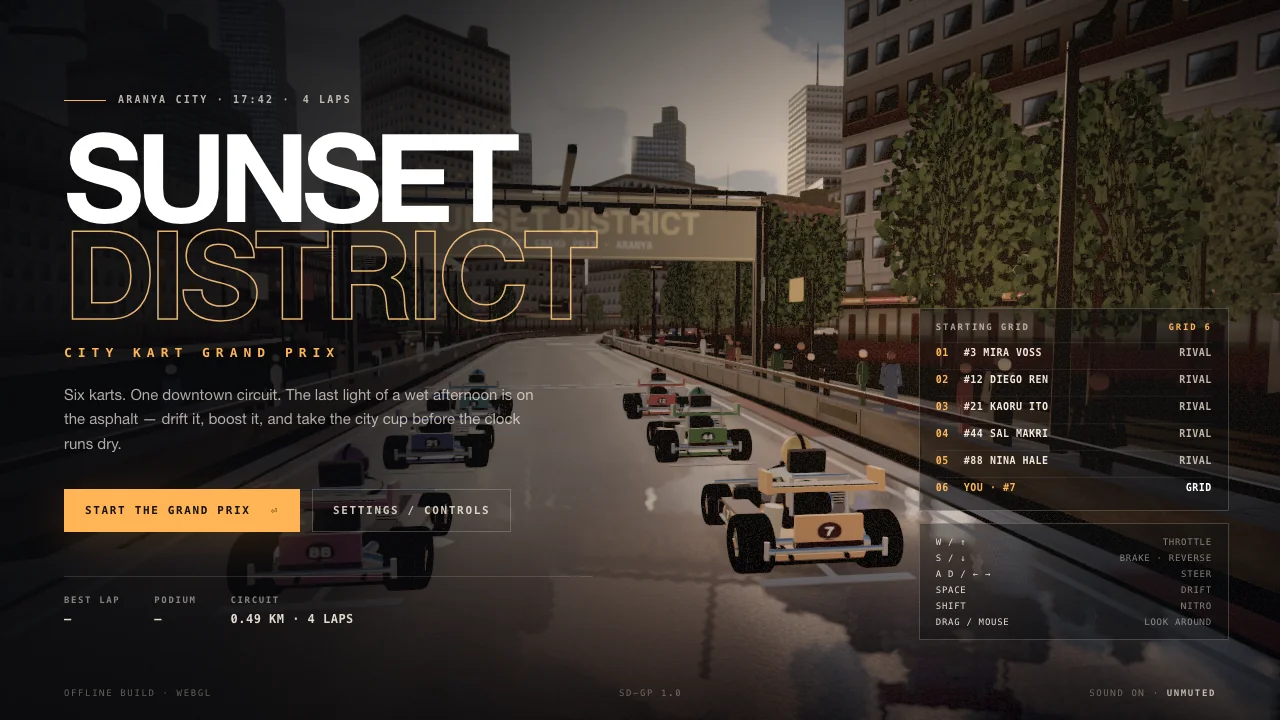 ARANYA CITY · 17:42 · 4 LAPS
SUNSET
DISTRICT
SUNSET DISTRICT
CITY KART GRAND PRIX
Six karts. One downtown circuit. The last light of a wet afternoon is on
the asphalt — drift it, boost it, and take the city cup before the clock
runs dry.
START THE GRAND PRIX ⏎
SETTINGS / CONTROLS
BEST LAP PODIUM CIRCUIT
— — 0.49 KM · 4 LAPS
STARTING GRID GRID 6
01 #3 MIRA VOSS RIVAL
02 #12 DIEGO REN RIVAL
03 #21 KAORU ITO RIVAL
04 #44 SAL MAKRI RIVAL
05 #88 NINA HALE RIVAL
06 YOU · #7 GRID
W / ↑ THROTTLE
S / ↓ BRAKE · REVERSE
A D / ← → STEER
SPACE DRIFT
SHIFT NITRO
DRAG / MOUSE LOOK AROUND
12
21
44
7
88
OFFLINE BUILD · WEBGL
SD-GP 1.0
SOUND ON · UNMUTED